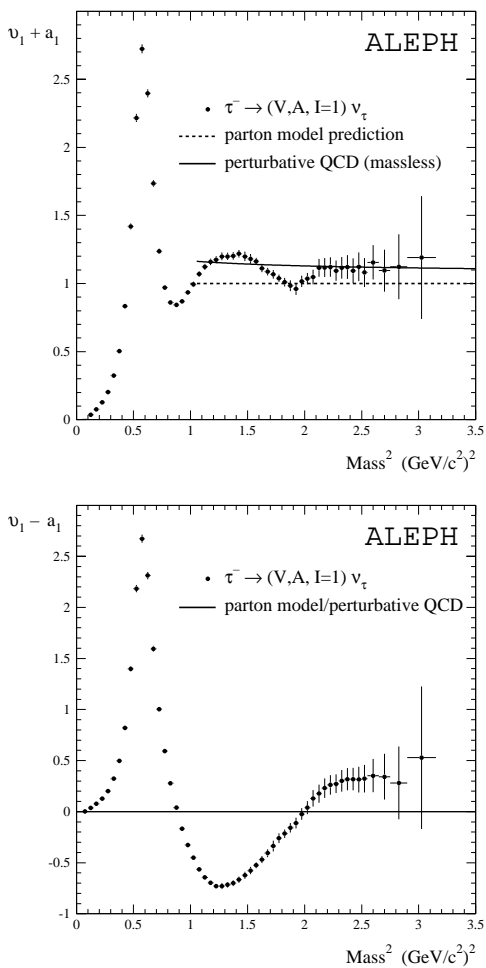 υ₁ + a₁
ALEPH
τ⁻ → (V,A, I=1) ντ
parton model prediction
perturbative QCD (massless)
2.5
2
1.5
1
0.5
0
0 0.5 1 1.5 2 2.5 3 3.5
Mass² (GeV/c²)²
υ₁ – a₁
ALEPH
τ⁻ → (V,A, I=1) ντ
parton model/perturbative QCD
2.5
2
1.5
1
0.5
0
-0.5
-1
0 0.5 1 1.5 2 2.5 3 3.5
Mass² (GeV/c²)²